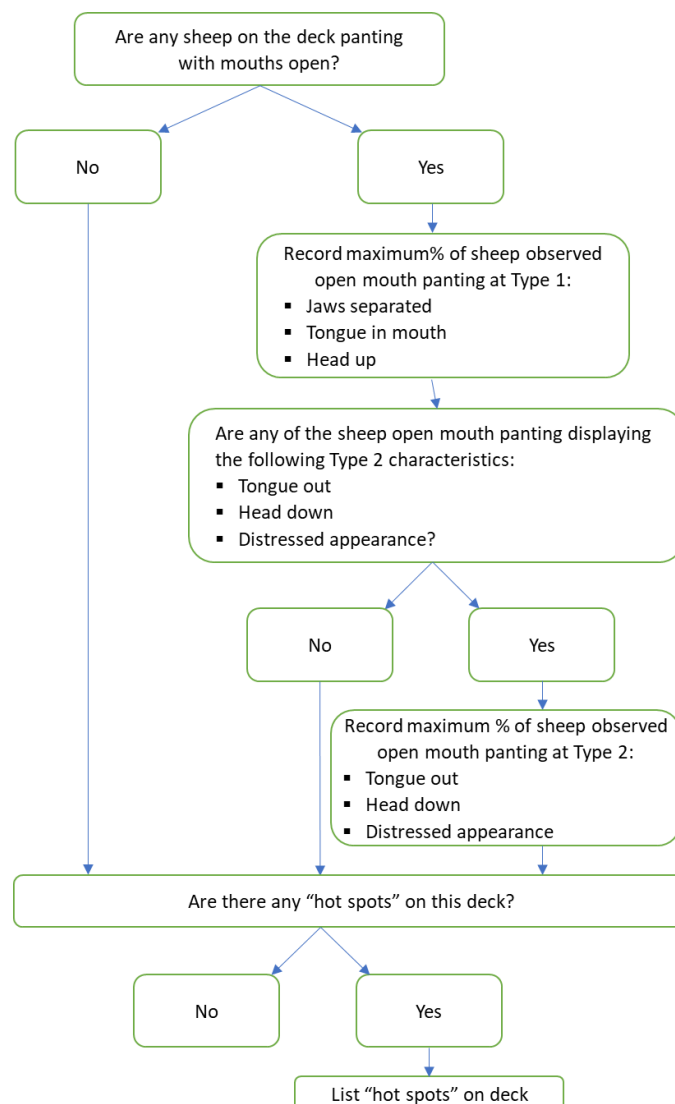 Are any sheep on the deck panting
with mouths open?
No
Yes
Record maximum% of sheep observed
open mouth panting at Type 1:
▪ Jaws separated
▪ Tongue in mouth
▪ Head up
Are any of the sheep open mouth panting displaying
the following Type 2 characteristics:
▪ Tongue out
▪ Head down
▪ Distressed appearance?
No
Yes
Record maximum % of sheep observed
open mouth panting at Type 2:
▪ Tongue out
▪ Head down
▪ Distressed appearance
Are there any “hot spots” on this deck?
No
Yes
List “hot spots” on deck